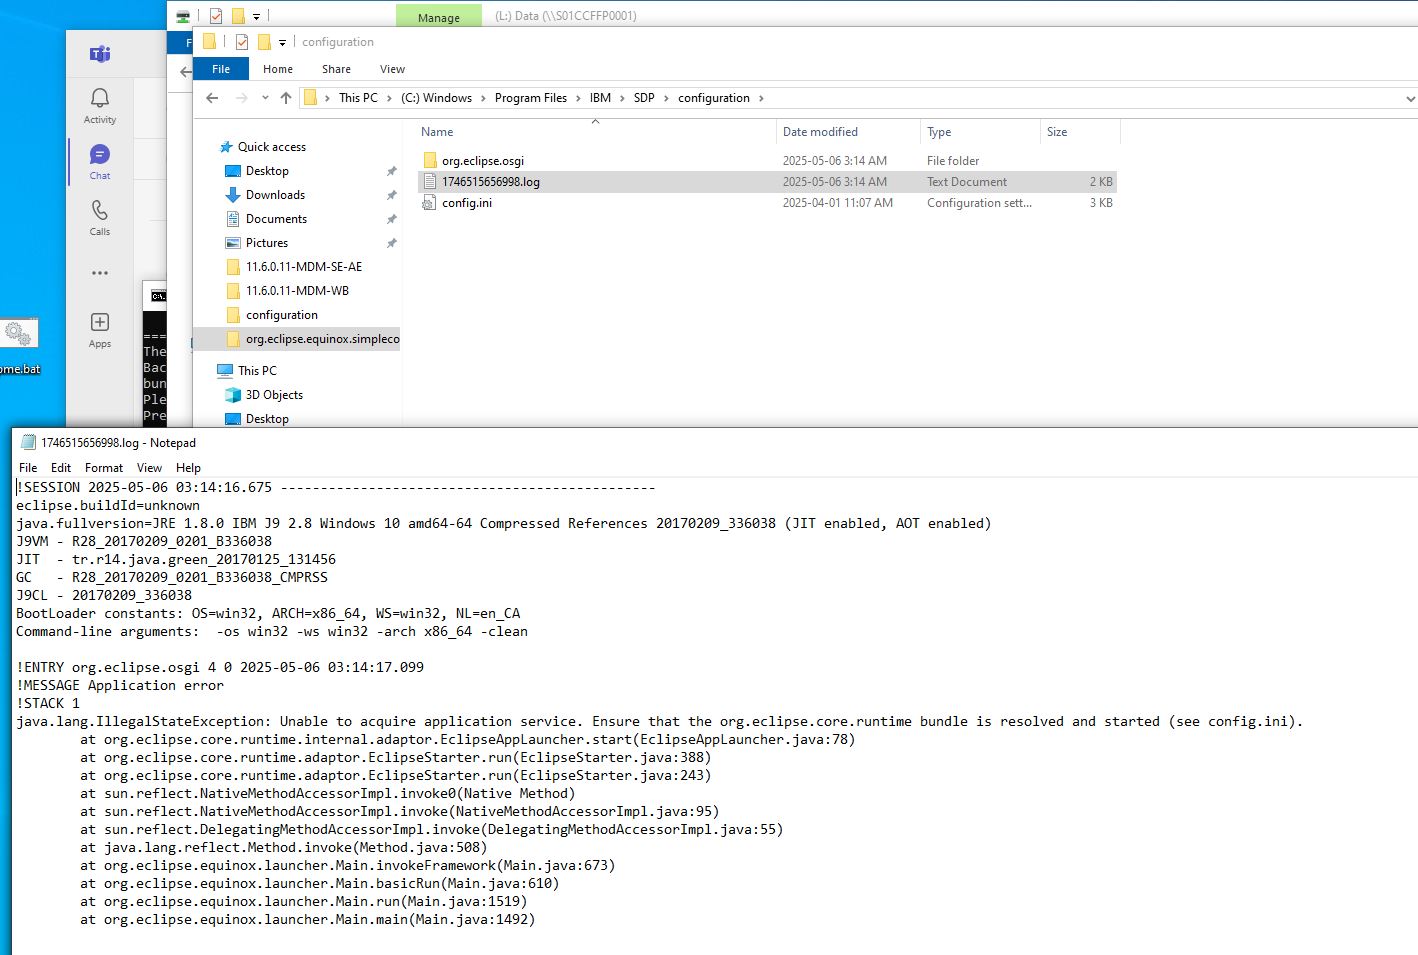 Manage
(L:) Data (\\S01CCFFP0001)
F
configuration
File
Home
Share
View
This PC
(C:) Windows
Program Files
IBM
SDP
configuration
Activity
Chat
Calls
Apps
Quick access
Desktop
Downloads
Documents
Pictures
11.6.0.11-MDM-SE-AE
11.6.0.11-MDM-WB
configuration
org.eclipse.equinox.simpleco
This PC
3D Objects
Desktop
Name
Date modified
Type
Size
org.eclipse.osgi
2025-05-06 3:14 AM
File folder
1746515656998.log
2025-05-06 3:14 AM
Text Document
2 KB
config.ini
2025-04-01 11:07 AM
Configuration sett...
3 KB
ome.bat
===
The
Bac
bun
Ple
Pre
1746515656998.log - Notepad
File Edit Format View Help
!SESSION 2025-05-06 03:14:16.675 -----------------------------------------------
eclipse.buildId=unknown
java.fullversion=JRE 1.8.0 IBM J9 2.8 Windows 10 amd64-64 Compressed References 20170209_336038 (JIT enabled, AOT enabled)
J9VM - R28_20170209_0201_B336038
JIT  - tr.r14.java.green_20170125_131456
GC   - R28_20170209_0201_B336038_CMPRSS
J9CL - 20170209_336038
BootLoader constants: OS=win32, ARCH=x86_64, WS=win32, NL=en_CA
Command-line arguments:  -os win32 -ws win32 -arch x86_64 -clean
!ENTRY org.eclipse.osgi 4 0 2025-05-06 03:14:17.099
!MESSAGE Application error
!STACK 1
java.lang.IllegalStateException: Unable to acquire application service. Ensure that the org.eclipse.core.runtime bundle is resolved and started (see config.ini).
at org.eclipse.core.runtime.internal.adaptor.EclipseAppLauncher.start(EclipseAppLauncher.java:78)
at org.eclipse.core.runtime.adaptor.EclipseStarter.run(EclipseStarter.java:388)
at org.eclipse.core.runtime.adaptor.EclipseStarter.run(EclipseStarter.java:243)
at sun.reflect.NativeMethodAccessorImpl.invoke0(Native Method)
at sun.reflect.NativeMethodAccessorImpl.invoke(NativeMethodAccessorImpl.java:95)
at sun.reflect.DelegatingMethodAccessorImpl.invoke(DelegatingMethodAccessorImpl.java:55)
at java.lang.reflect.Method.invoke(Method.java:508)
at org.eclipse.equinox.launcher.Main.invokeFramework(Main.java:673)
at org.eclipse.equinox.launcher.Main.basicRun(Main.java:610)
at org.eclipse.equinox.launcher.Main.run(Main.java:1519)
at org.eclipse.equinox.launcher.Main.main(Main.java:1492)